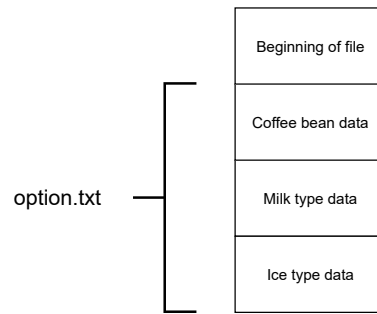 Beginning of file
Coffee bean data
option.txt
Milk type data
Ice type data